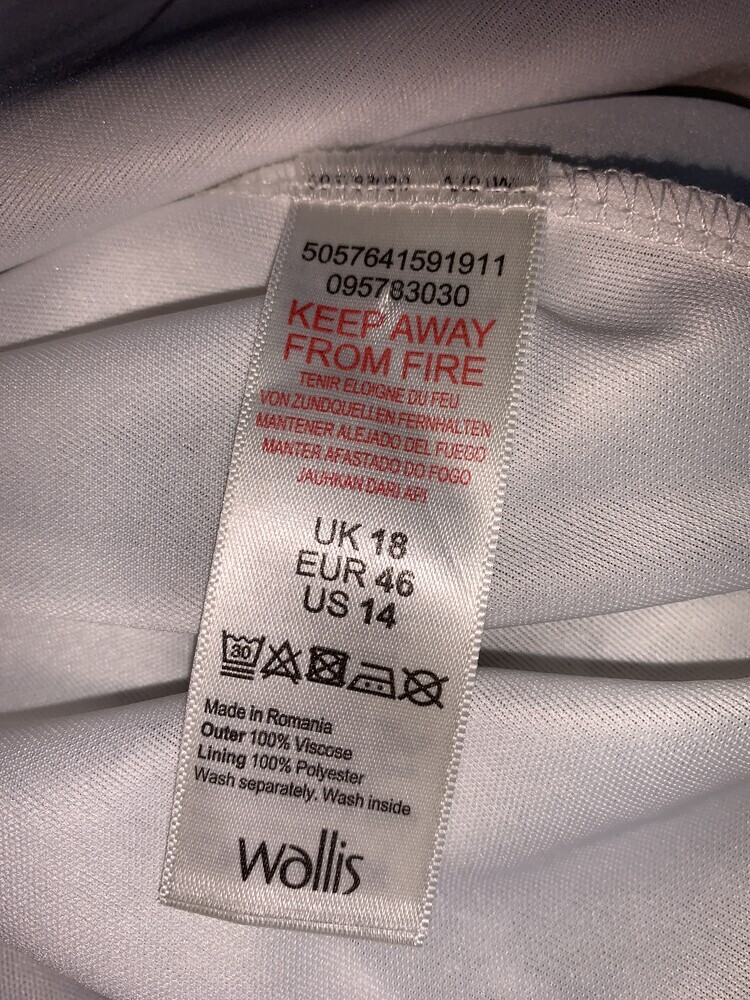 5057641591911
095783030
KEEP AWAY
FROM FIRE
TENIR ELOIGNE DU FEU
VON ZUNDQUELLEN FERNHALTEN
MANTENER ALEJADO DEL FUEGO
MANTER AFASTADO DO FOGO
JAUHKAN DARI API
UK 18
EUR 46
US 14
30
Made in Romania
Outer 100% Viscose
Lining 100% Polyester
Wash separately. Wash inside
wallis